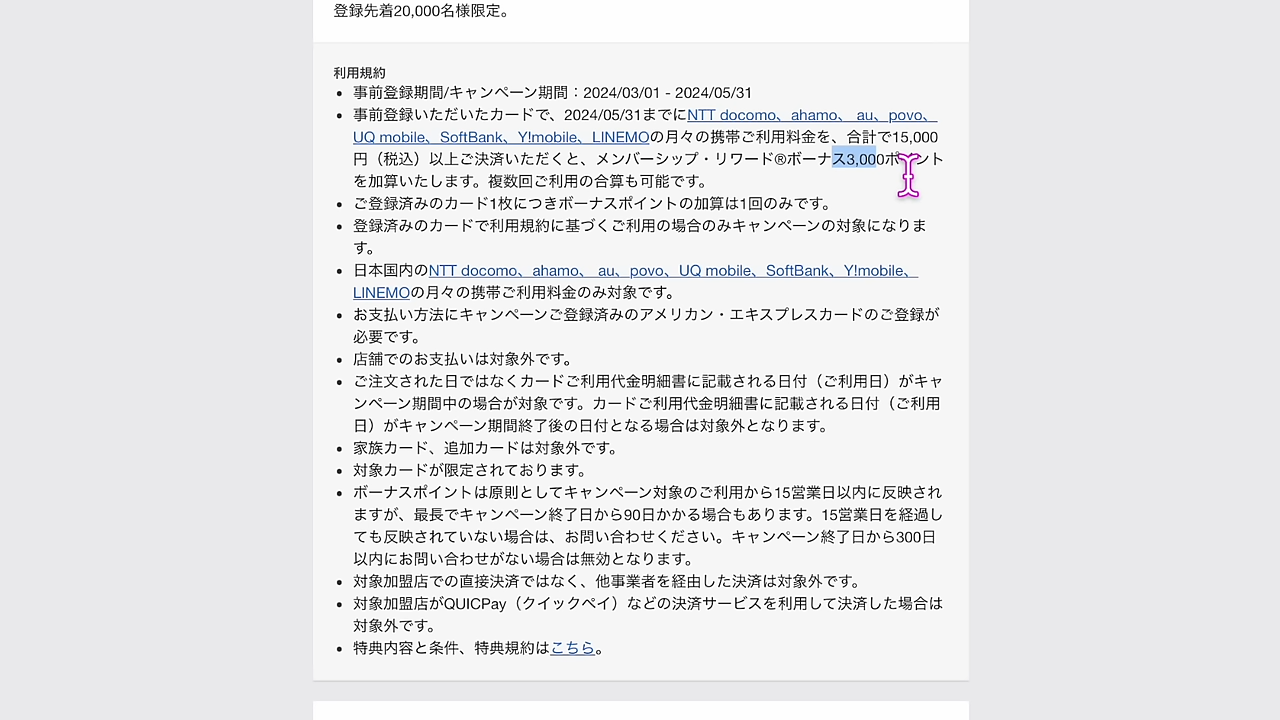 登録先着20,000名様限定。
利用規約
• 事前登録期間/キャンペーン期間：2024/03/01 - 2024/05/31
• 事前登録いただいたカードで、2024/05/31までにNTT docomo、ahamo、 au、povo、
UQ mobile、SoftBank、Y!mobile、LINEMOの月々の携帯ご利用料金を、合計で15,000
円（税込）以上ご決済いただくと、メンバーシップ・リワード®ボーナス3,000ポイント
を加算いたします。複数回ご利用の合算も可能です。
• ご登録済みのカード1枚につきボーナスポイントの加算は1回のみです。
• 登録済みのカードで利用規約に基づくご利用の場合のみキャンペーンの対象になりま
す。
• 日本国内のNTT docomo、ahamo、 au、povo、UQ mobile、SoftBank、Y!mobile、
LINEMOの月々の携帯ご利用料金のみ対象です。
• お支払い方法にキャンペーンご登録済みのアメリカン・エキスプレスカードのご登録が
必要です。
• 店舗でのお支払いは対象外です。
• ご注文された日ではなくカードご利用代金明細書に記載される日付（ご利用日）がキャ
ンペーン期間中の場合が対象です。カードご利用代金明細書に記載される日付（ご利用
日）がキャンペーン期間終了後の日付となる場合は対象外となります。
• 家族カード、追加カードは対象外です。
• 対象カードが限定されております。
• ボーナスポイントは原則としてキャンペーン対象のご利用から15営業日以内に反映され
ますが、最長でキャンペーン終了日から90日かかる場合もあります。15営業日を経過し
ても反映されていない場合は、お問い合わせください。キャンペーン終了日から300日
以内にお問い合わせがない場合は無効となります。
• 対象加盟店での直接決済ではなく、他事業者を経由した決済は対象外です。
• 対象加盟店がQUICPay（クイックペイ）などの決済サービスを利用して決済した場合は
対象外です。
• 特典内容と条件、特典規約はこちら。